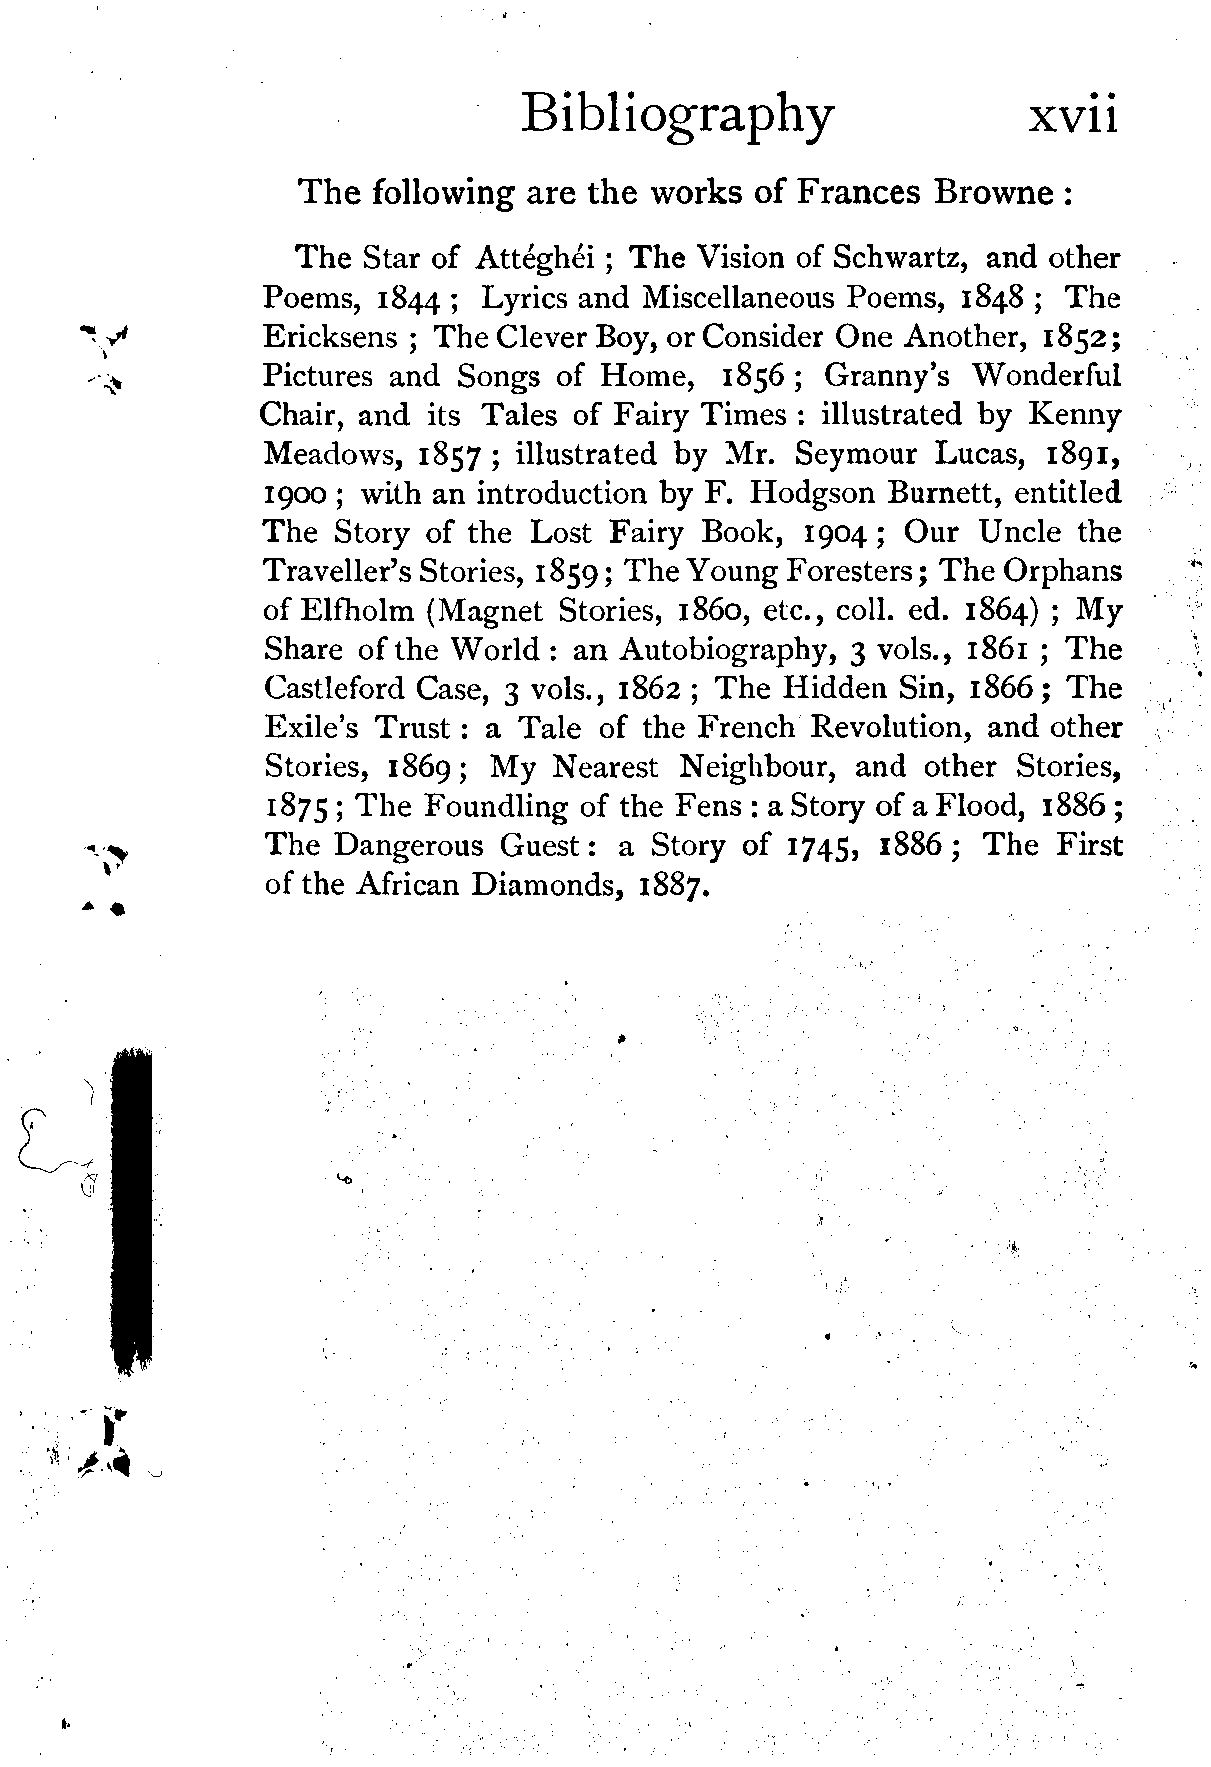 Bibliography xvii
The following are the works of Frances Browne :
The Star of Attéghéi ; The Vision of Schwartz, and other
Poems, 1844 ; Lyrics and Miscellaneous Poems, 1848 ; The
Ericksens ; The Clever Boy, or Consider One Another, 1852;
Pictures and Songs of Home, 1856 ; Granny's Wonderful
Chair, and its Tales of Fairy Times : illustrated by Kenny
Meadows, 1857 ; illustrated by Mr. Seymour Lucas, 1891,
1900 ; with an introduction by F. Hodgson Burnett, entitled
The Story of the Lost Fairy Book, 1904 ; Our Uncle the
Traveller's Stories, 1859 ; The Young Foresters ; The Orphans
of Elfholm (Magnet Stories, 1860, etc., coll. ed. 1864) ; My
Share of the World : an Autobiography, 3 vols., 1861 ; The
Castleford Case, 3 vols., 1862 ; The Hidden Sin, 1866 ; The
Exile's Trust : a Tale of the French Revolution, and other
Stories, 1869 ; My Nearest Neighbour, and other Stories,
1875 ; The Foundling of the Fens : a Story of a Flood, 1886 ;
The Dangerous Guest : a Story of 1745, 1886 ; The First
of the African Diamonds, 1887.